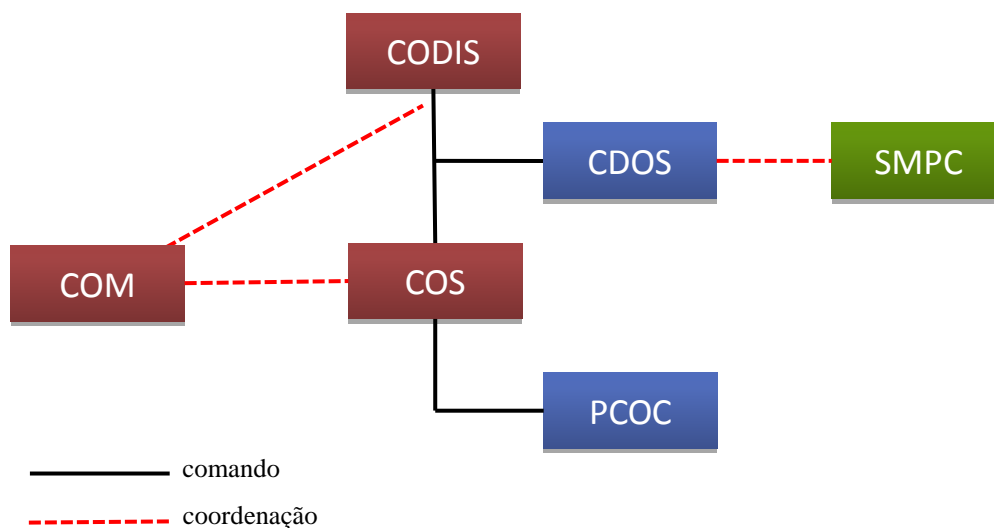 CODIS
CDOS
SMPC
COM
COS
PCOC
comando
coordenação